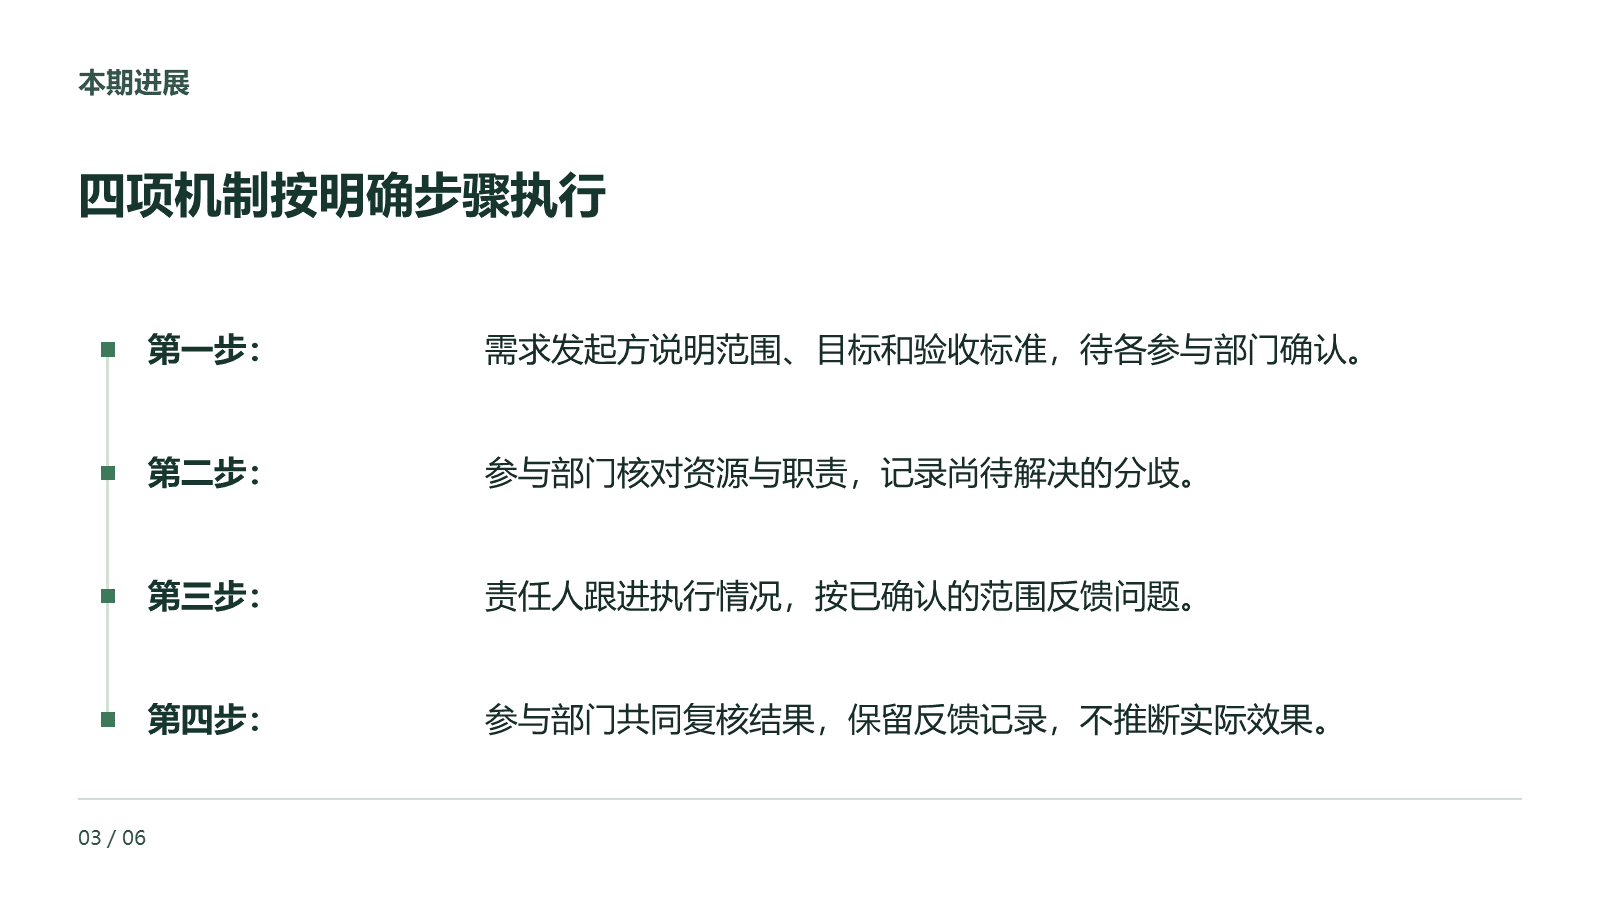 本期进展
四项机制按明确步骤执行
第一步： 需求发起方说明范围、目标和验收标准，待各参与部门确认。
第二步： 参与部门核对资源与职责，记录尚待解决的分歧。
第三步： 责任人跟进执行情况，按已确认的范围反馈问题。
第四步： 参与部门共同复核结果，保留反馈记录，不推断实际效果。
03 / 06